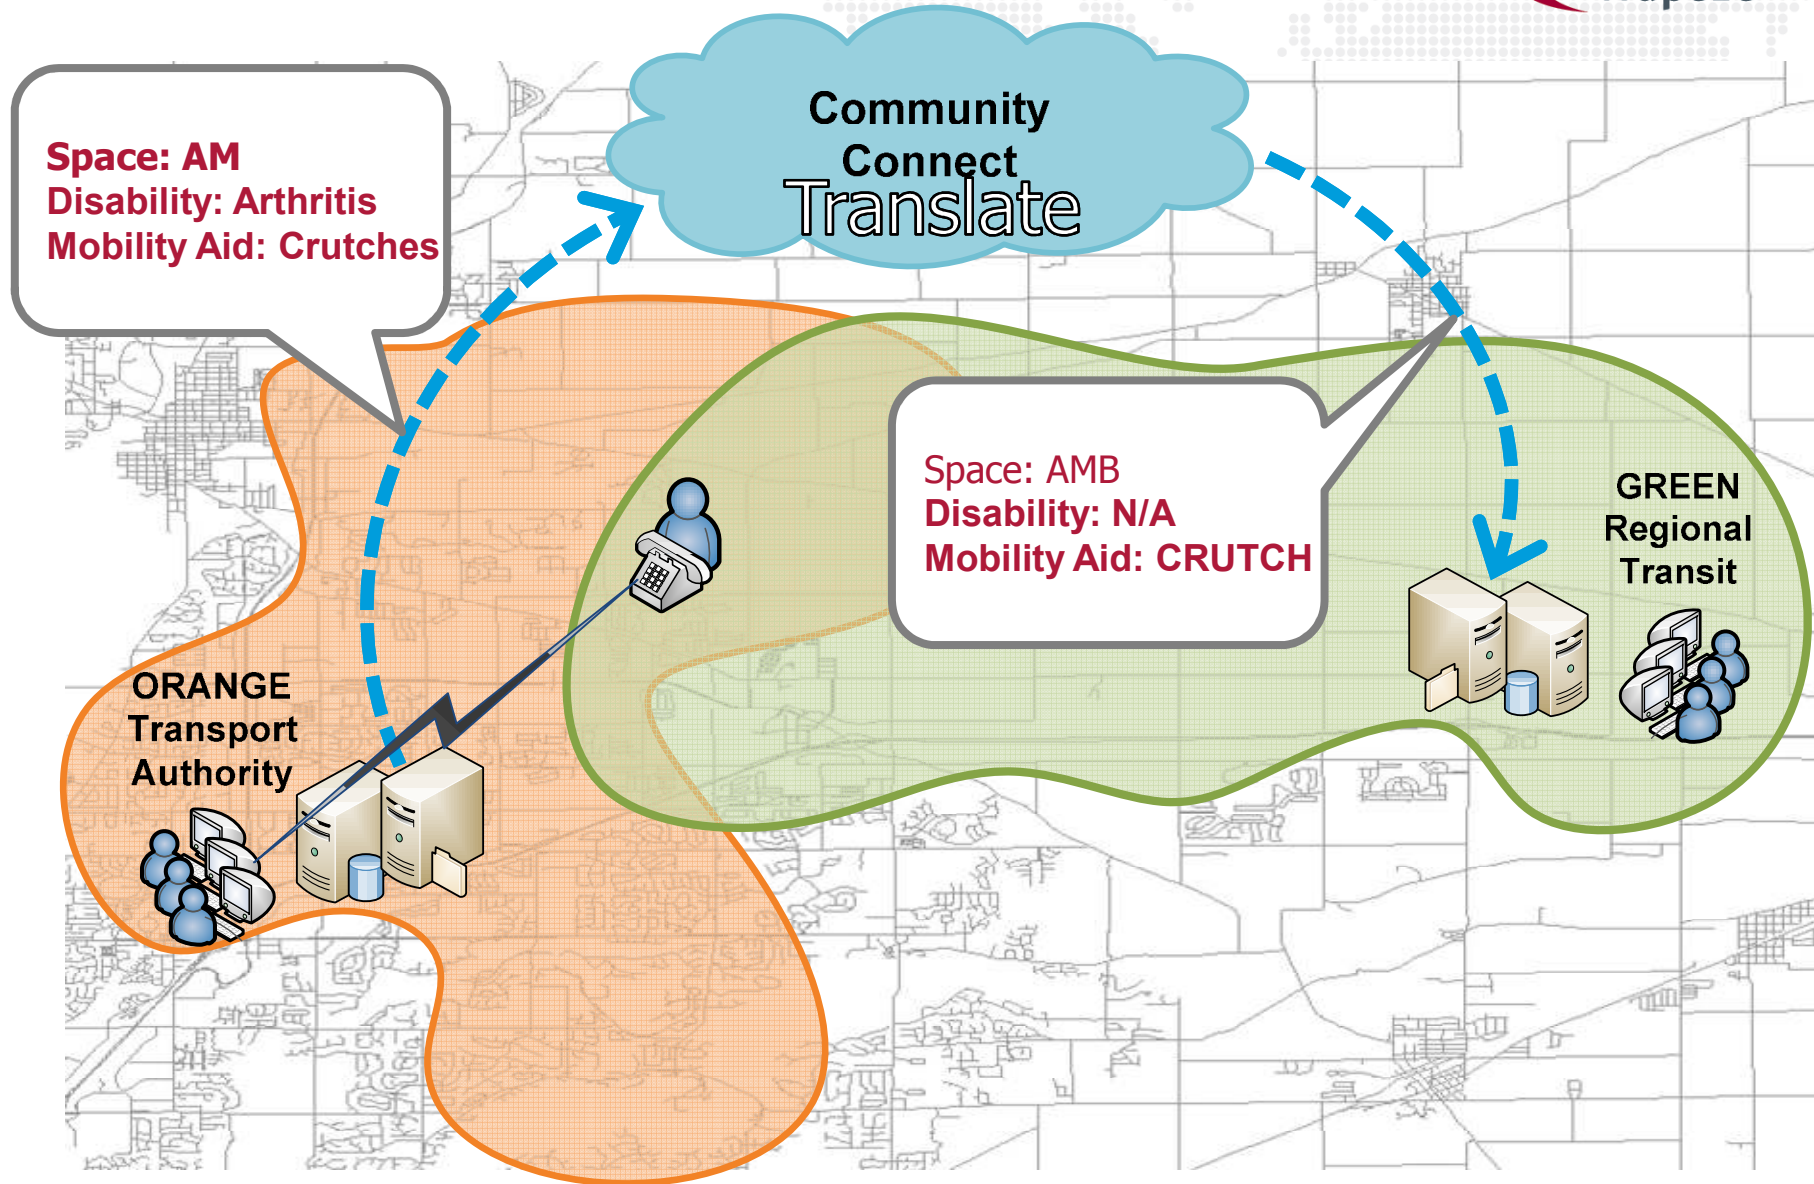 Community
Connect
Translate
Space: AM
Disability: Arthritis
Mobility Aid: Crutches
Space: AMB
Disability: N/A
Mobility Aid: CRUTCH
GREEN
Regional
Transit
ORANGE
Transport
Authority